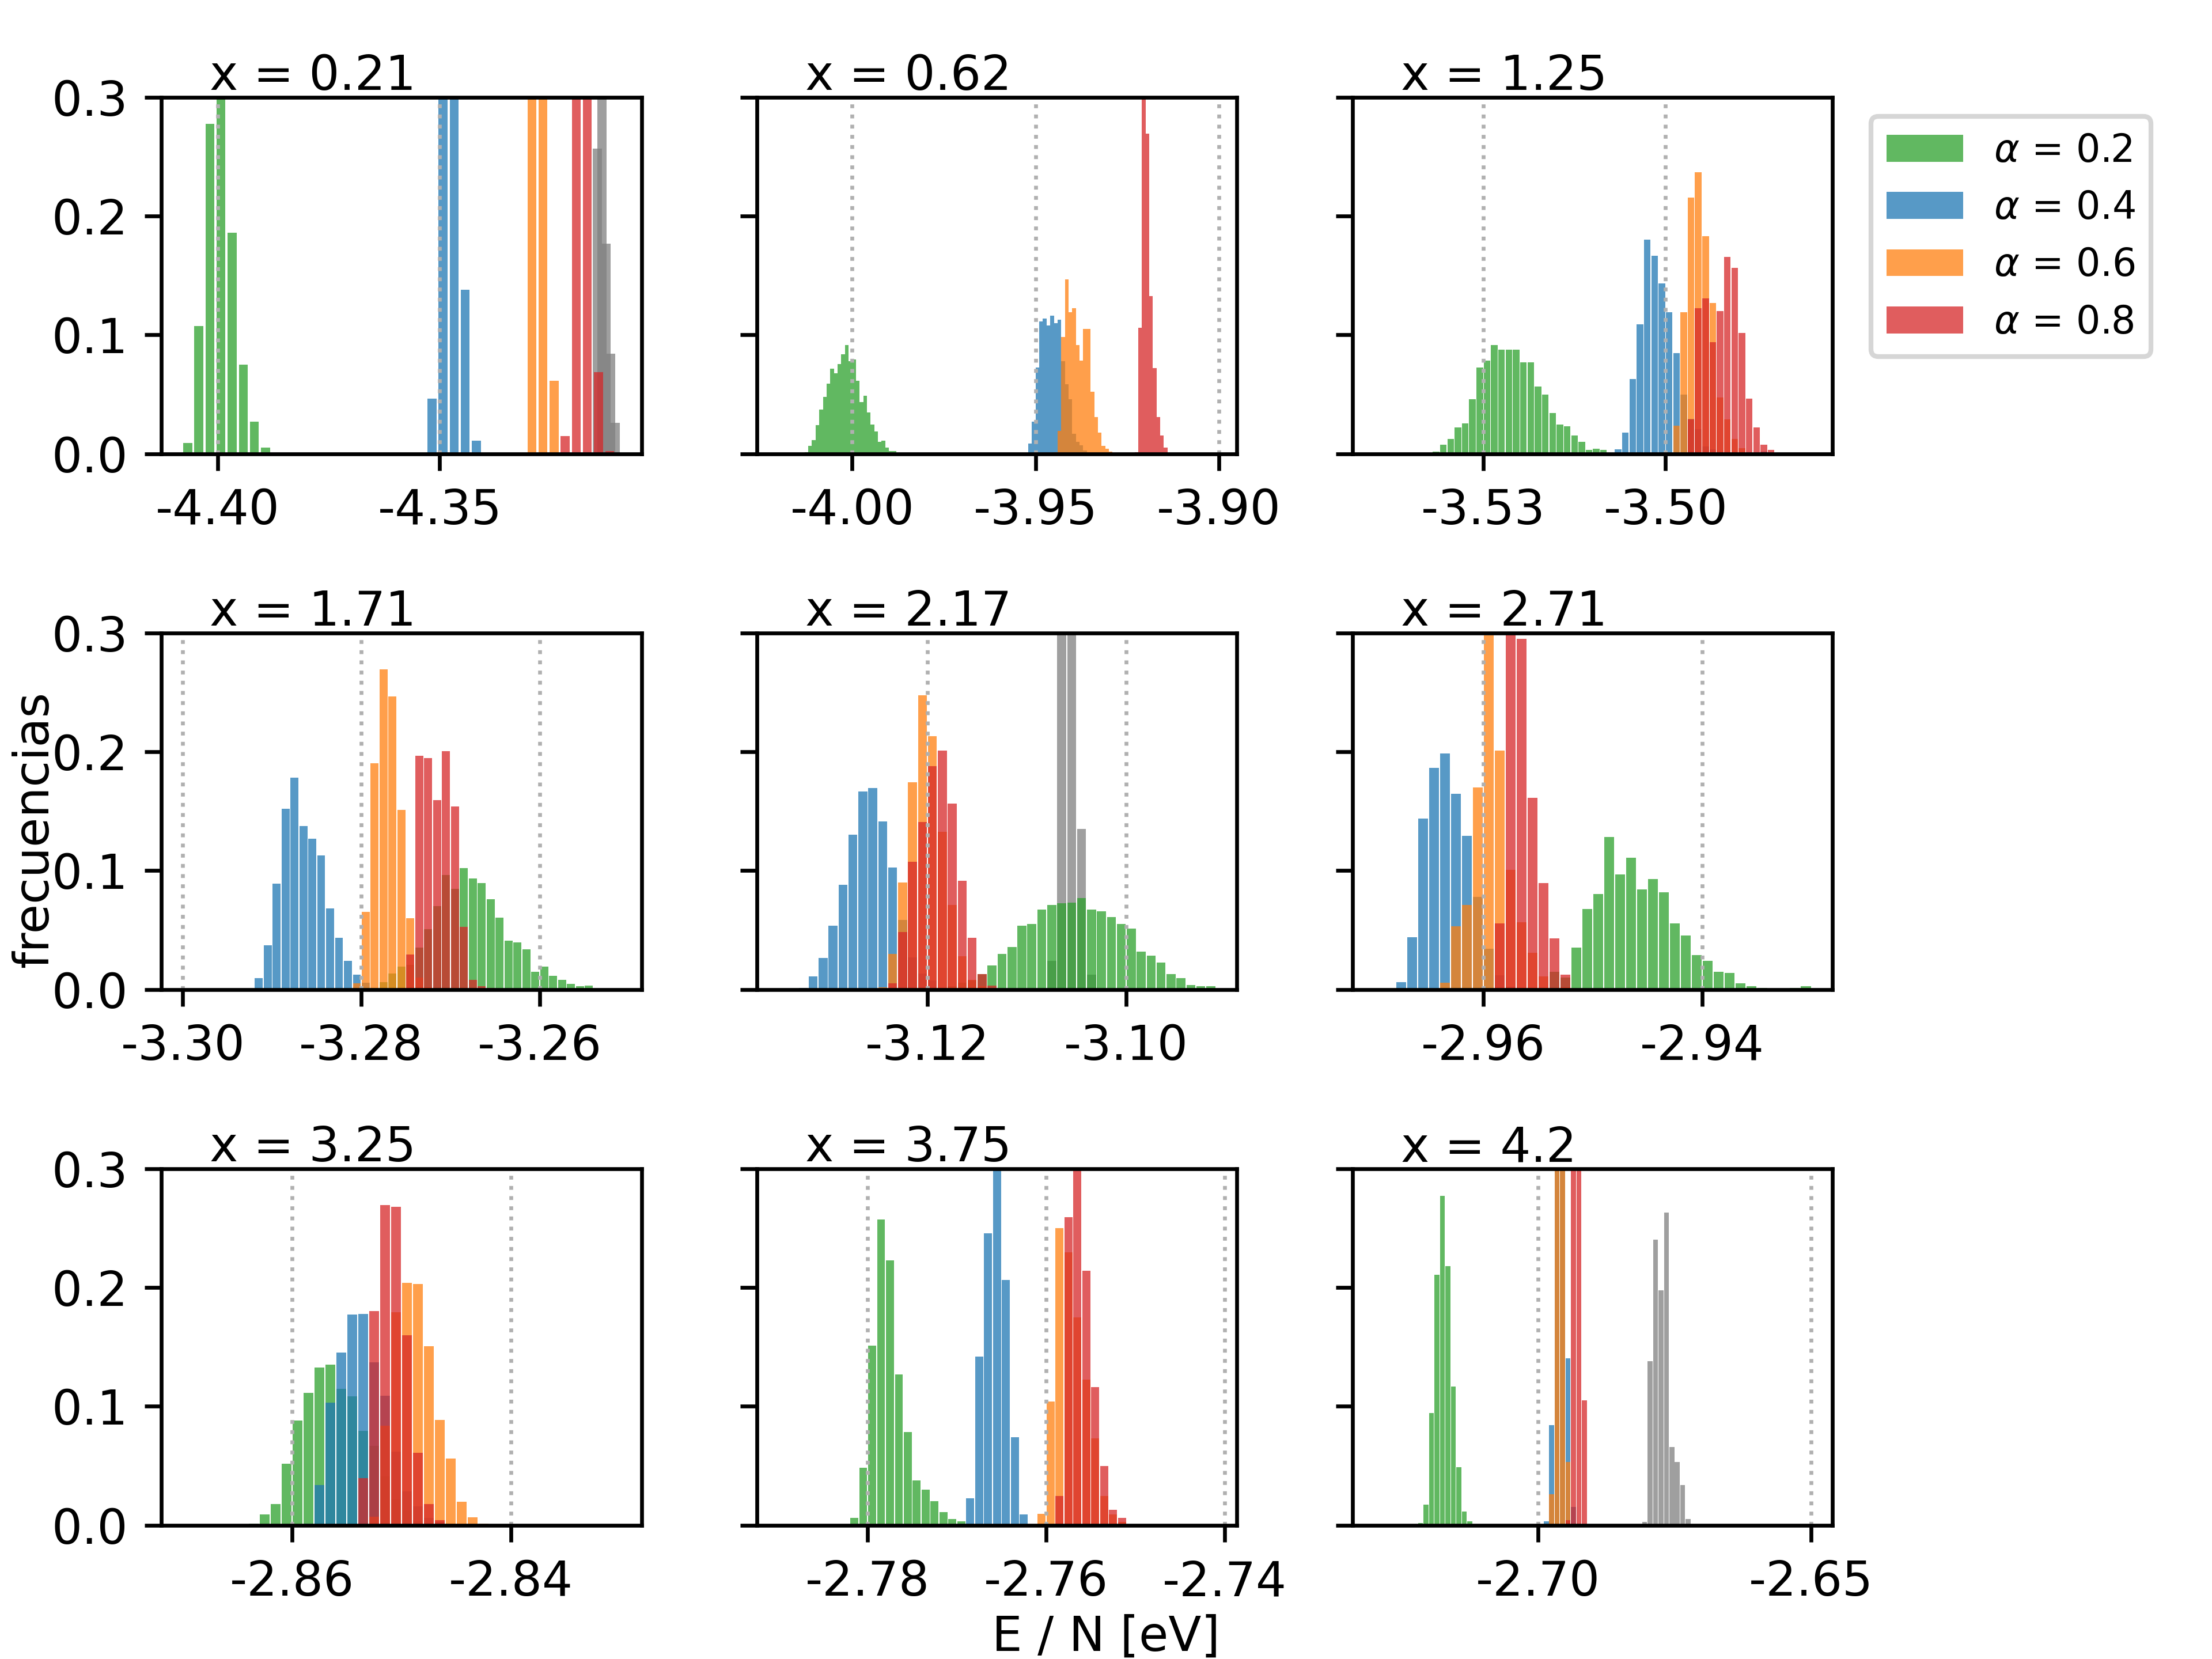 x = 0.21
x = 0.62
x = 1.25
0.3
0.2
0.1
0.0
-4.40
-4.35
-4.00
-3.95
-3.90
-3.53
-3.50
α = 0.2
α = 0.4
α = 0.6
α = 0.8
x = 1.71
x = 2.17
x = 2.71
frecuencias
0.3
0.2
0.1
0.0
-3.30
-3.28
-3.26
-3.12
-3.10
-2.96
-2.94
x = 3.25
x = 3.75
x = 4.2
0.3
0.2
0.1
0.0
-2.86
-2.84
-2.78
-2.76
-2.74
-2.70
-2.65
E / N [eV]